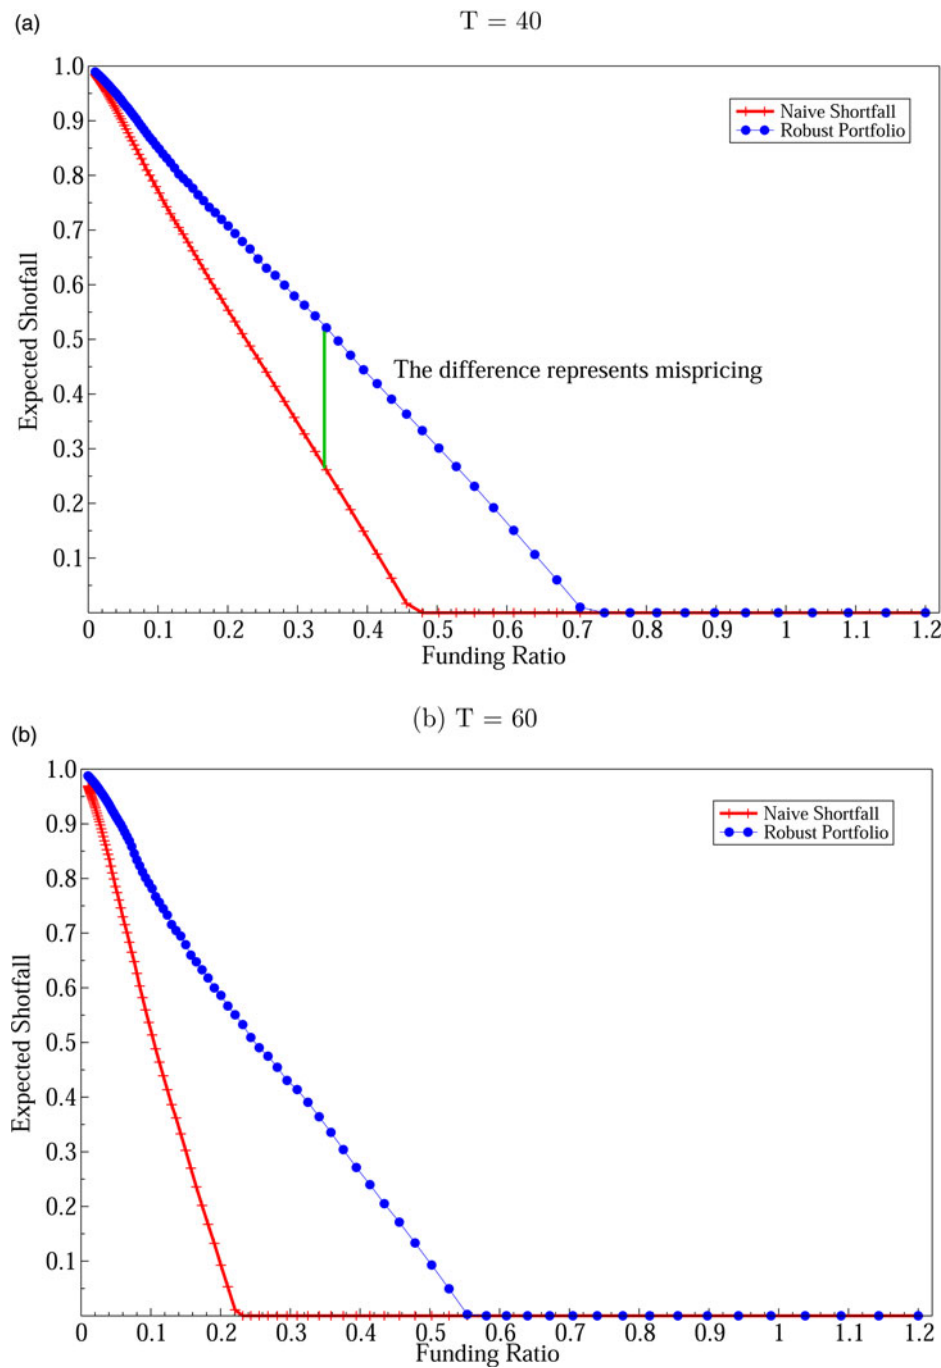 (a)
T = 40
1.0
0.9
0.8
0.7
0.6
0.5
0.4
0.3
0.2
0.1
Expected Shotfall
Naive Shortfall
Robust Portfolio
The difference represents mispricing
0 0.1 0.2 0.3 0.4 0.5 0.6 0.7 0.8 0.9 1 1.1 1.2
Funding Ratio
(b) T = 60
(b)
1.0
0.9
0.8
0.7
0.6
0.5
0.4
0.3
0.2
0.1
Expected Shotfall
Naive Shortfall
Robust Portfolio
0 0.1 0.2 0.3 0.4 0.5 0.6 0.7 0.8 0.9 1 1.1 1.2
Funding Ratio